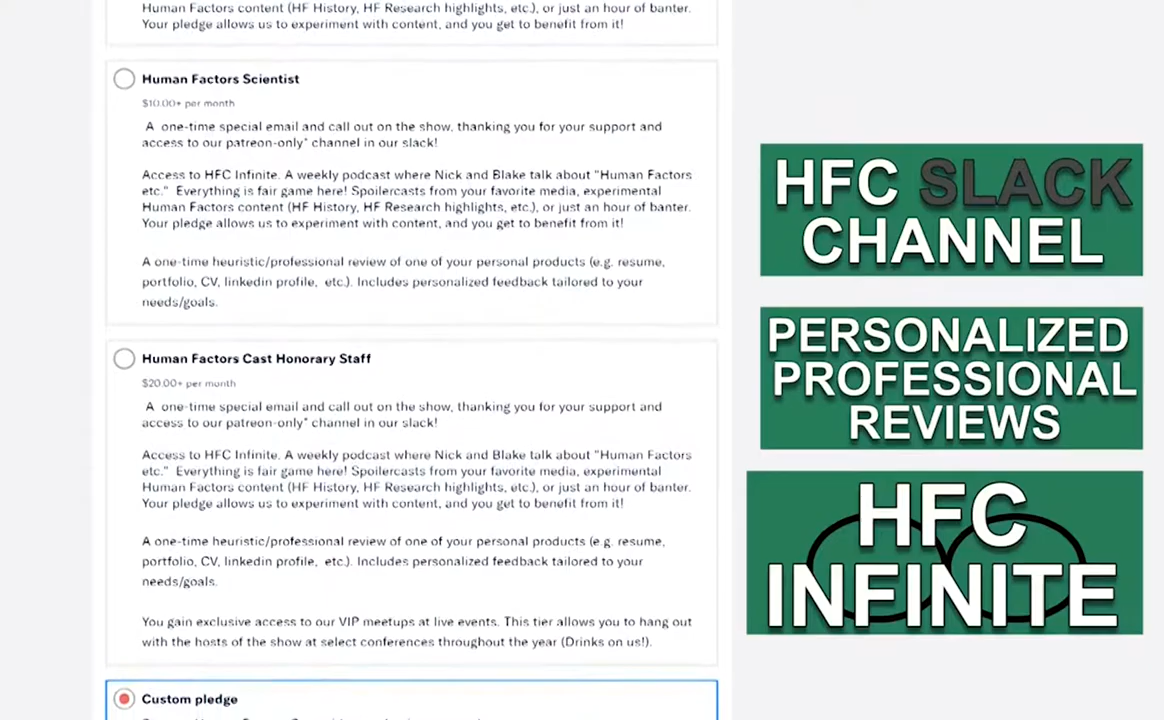 Human Factors content (HF History, HF Research highlights, etc.), or just an hour of banter.
Your pledge allows us to experiment with content, and you get to benefit from it!
Human Factors Scientist
$10.00+ per month
A one-time special email and call out on the show, thanking you for your support and
access to our patreon-only* channel in our slack!
Access to HFC Infinite. A weekly podcast where Nick and Blake talk about "Human Factors
etc." Everything is fair game here! Spoilercasts from your favorite media, experimental
Human Factors content (HF History, HF Research highlights, etc.), or just an hour of banter.
Your pledge allows us to experiment with content, and you get to benefit from it!
A one-time heuristic/professional review of one of your personal products (e.g. resume,
portfolio, CV, linkedin profile, etc.). Includes personalized feedback tailored to your
needs/goals.
Human Factors Cast Honorary Staff
$20.00+ per month
A one-time special email and call out on the show, thanking you for your support and
access to our patreon-only* channel in our slack!
Access to HFC Infinite. A weekly podcast where Nick and Blake talk about "Human Factors
etc." Everything is fair game here! Spoilercasts from your favorite media, experimental
Human Factors content (HF History, HF Research highlights, etc.), or just an hour of banter.
Your pledge allows us to experiment with content, and you get to benefit from it!
A one-time heuristic/professional review of one of your personal products (e.g. resume,
portfolio, CV, linkedin profile, etc.). Includes personalized feedback tailored to your
needs/goals.
You gain exclusive access to our VIP meetups at live events. This tier allows you to hang out
with the hosts of the show at select conferences throughout the year (Drinks on us!).
Custom pledge
HFC SLACK
CHANNEL
PERSONALIZED
PROFESSIONAL
REVIEWS
HFC
INFINITE